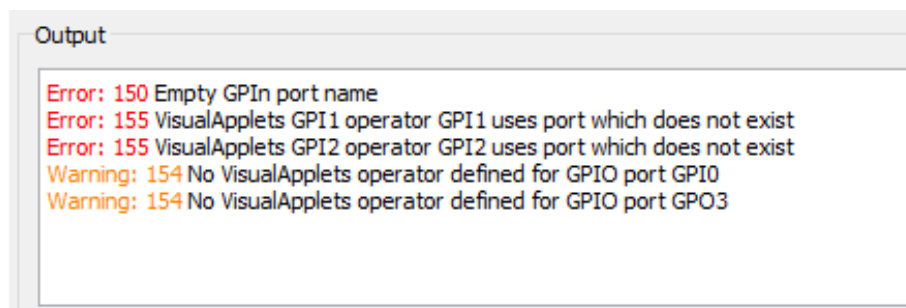 Output
Error: 150 Empty GPIn port name
Error: 155 VisualApplets GPI1 operator GPI1 uses port which does not exist
Error: 155 VisualApplets GPI2 operator GPI2 uses port which does not exist
Warning: 154 No VisualApplets operator defined for GPIO port GPI0
Warning: 154 No VisualApplets operator defined for GPIO port GPO3